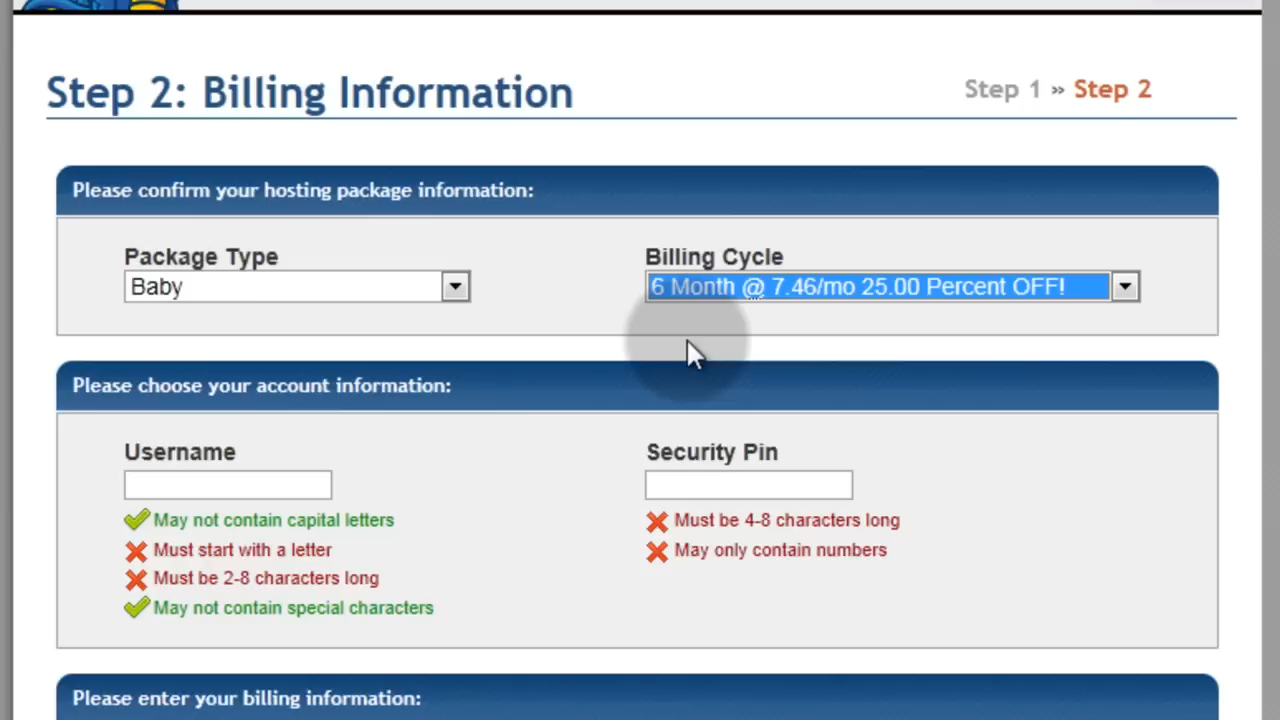 Step 2: Billing Information
Step 1 » Step 2
Please confirm your hosting package information:
Package Type
Billing Cycle
Baby
6 Month @ 7.46/mo 25.00 Percent OFF!
Please choose your account information:
Username
Security Pin
May not contain capital letters
Must be 4-8 characters long
Must start with a letter
May only contain numbers
Must be 2-8 characters long
May not contain special characters
Please enter your billing information: